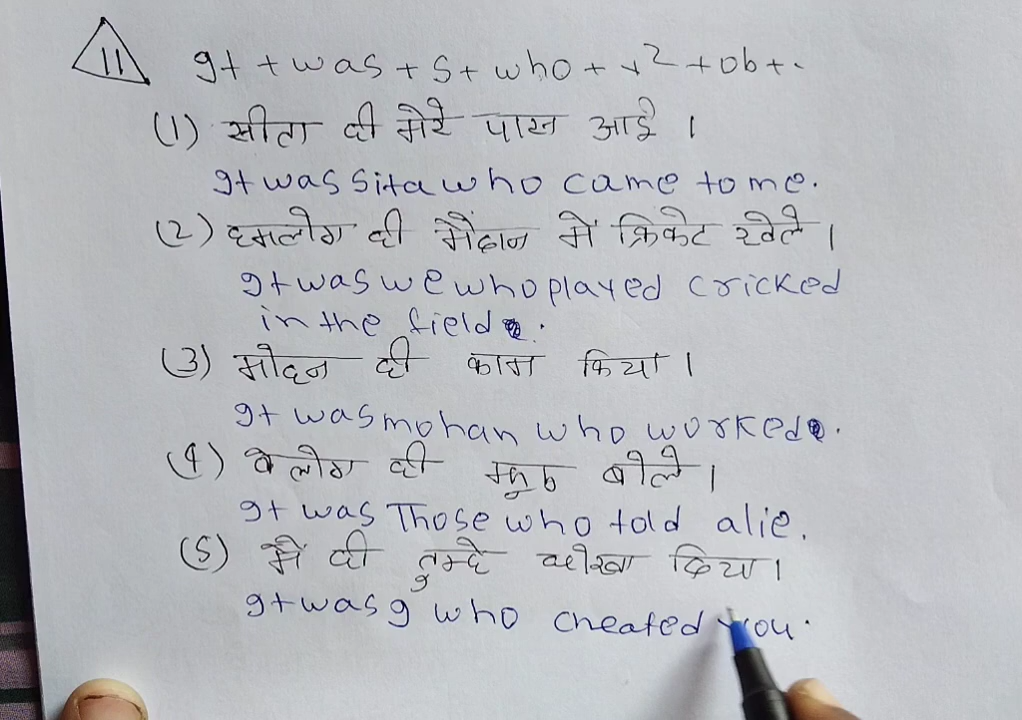 11 It + was + S + who + v2 + ob + .
(1) सीता ही मेरे पास आई ।
It was Sita who came to me.
(2) हमलोग ही मैदान में क्रिकेट खेले ।
It was we who played cricked
in the field .
(3) मोहन ही काम किया ।
It was mohan who worked .
(4) वे लोग ही झूठ बोले ।
It was Those who told a lie.
(5) मैं ही तुम्हे धोखा दिया ।
It was I who cheated you.